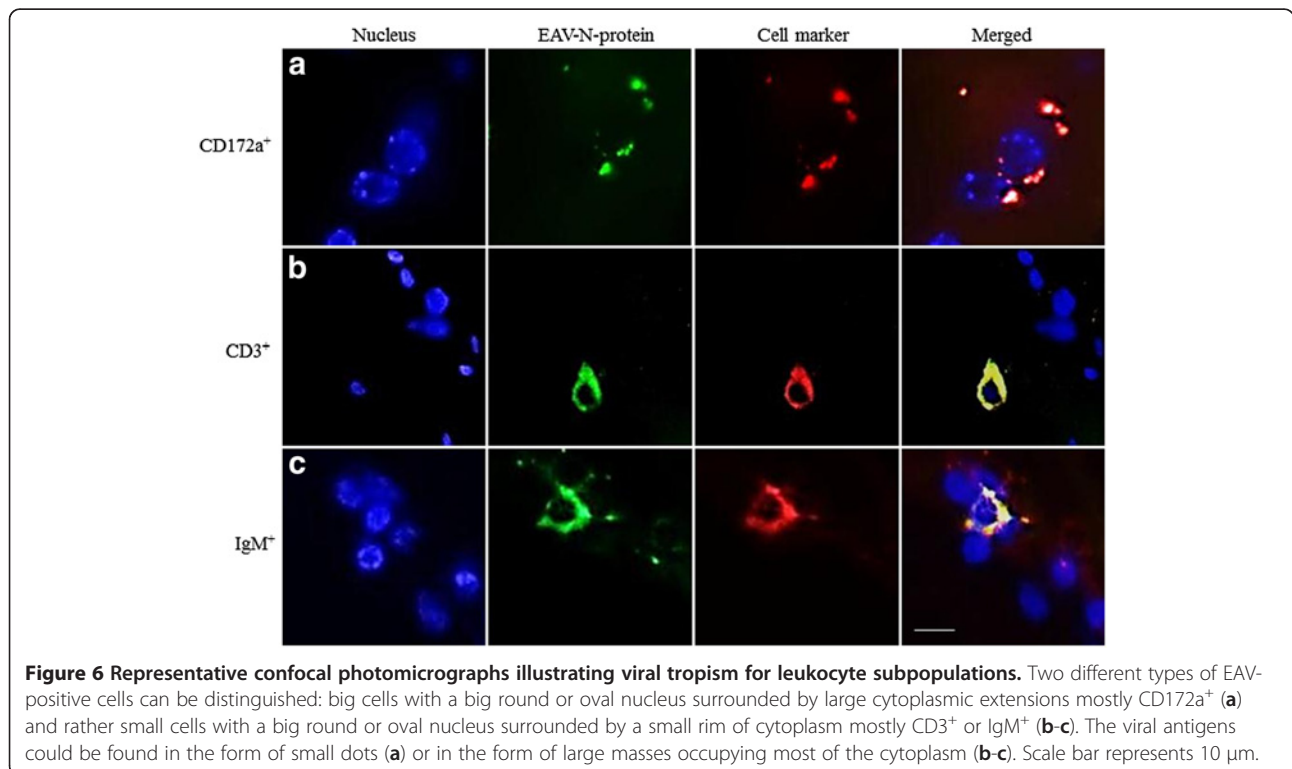 Nucleus EAV-N-protein Cell marker Merged
a
CD172a⁺
b
CD3⁺
c
IgM⁺
Figure 6 Representative confocal photomicrographs illustrating viral tropism for leukocyte subpopulations. Two different types of EAV-
positive cells can be distinguished: big cells with a big round or oval nucleus surrounded by large cytoplasmic extensions mostly CD172a⁺ (a)
and rather small cells with a big round or oval nucleus surrounded by a small rim of cytoplasm mostly CD3⁺ or IgM⁺ (b-c). The viral antigens
could be found in the form of small dots (a) or in the form of large masses occupying most of the cytoplasm (b-c). Scale bar represents 10 μm.